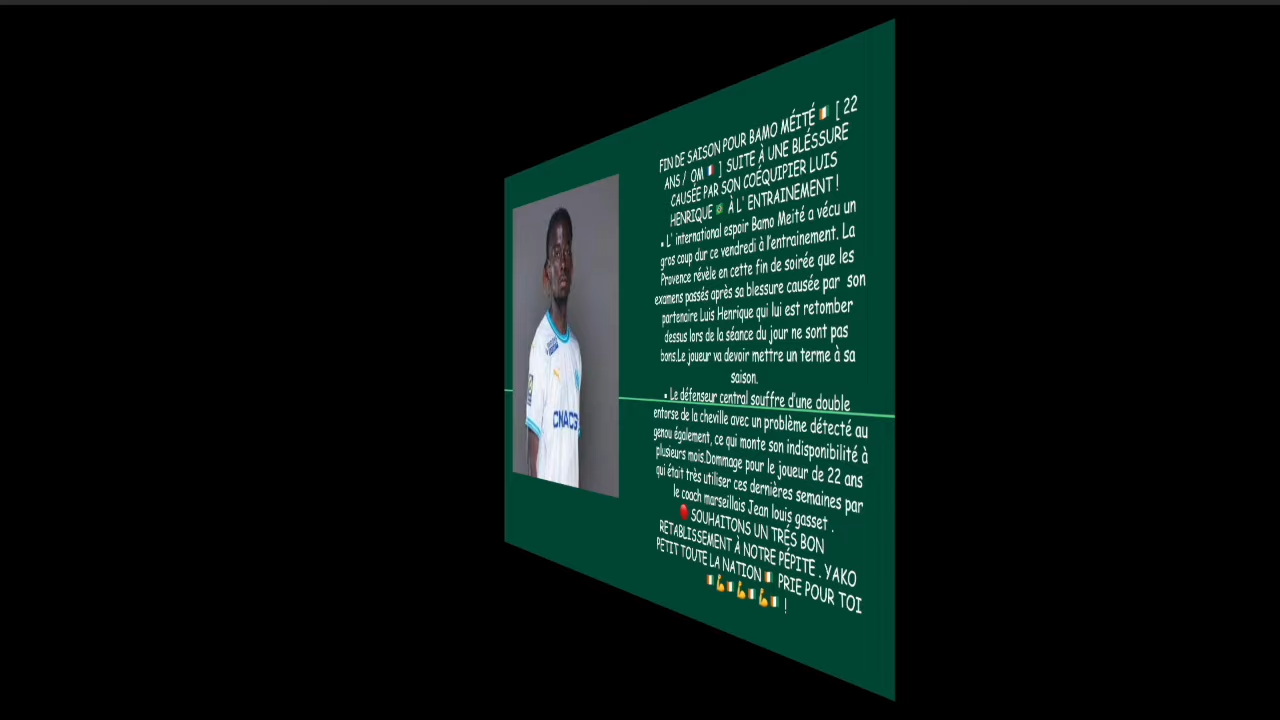 FIN DE SAISON POUR BAMO MÉITÉ 🇨🇮 [ 22
ANS / OM 🇫🇷 ] SUITE À UNE BLÉSSURE
CAUSÉE PAR SON COÉQUIPIER LUIS
HENRIQUE 🇧🇷 À L' ENTRAINEMENT !
▪ L' international espoir Bamo Meité a vécu un
gros coup dur ce vendredi à l'entrainement. La
Provence révèle en cette fin de soirée que les
examens passés après sa blessure causée par son
partenaire Luis Henrique qui lui est retomber
dessus lors de la séance du jour ne sont pas
bons.Le joueur va devoir mettre un terme à sa
saison.
▪ Le défenseur central souffre d'une double
entorse de la cheville avec un problème détecté au
genou également, ce qui monte son indisponibilité à
plusieurs mois.Dommage pour le joueur de 22 ans
qui était très utiliser ces dernières semaines par
le coach marseillais Jean louis gasset .
🔴 SOUHAITONS UN TRÉS BON
RETABLISSEMENT À NOTRE PÉPITE . YAKO
PETIT TOUTE LA NATION 🇨🇮 PRIE POUR TOI
🇨🇮💪🇨🇮💪🇨🇮💪🇨🇮 !
CMACG